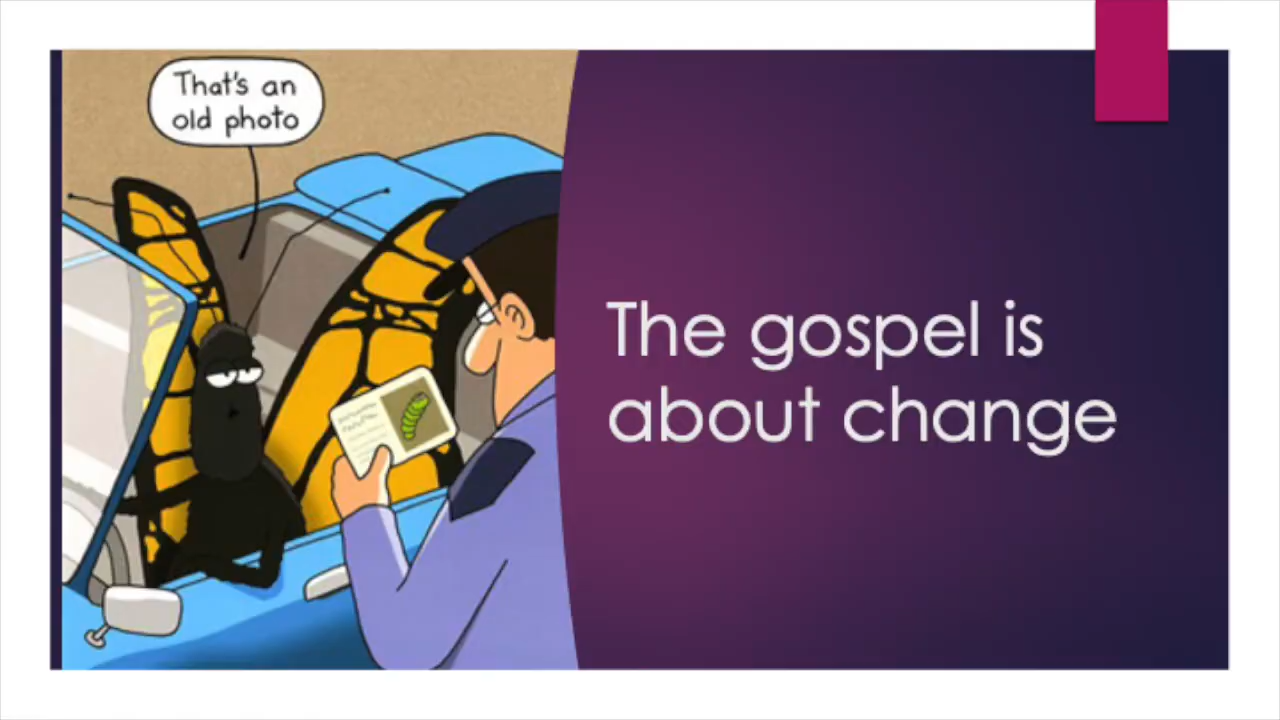 That's an
old photo
The gospel is
about change